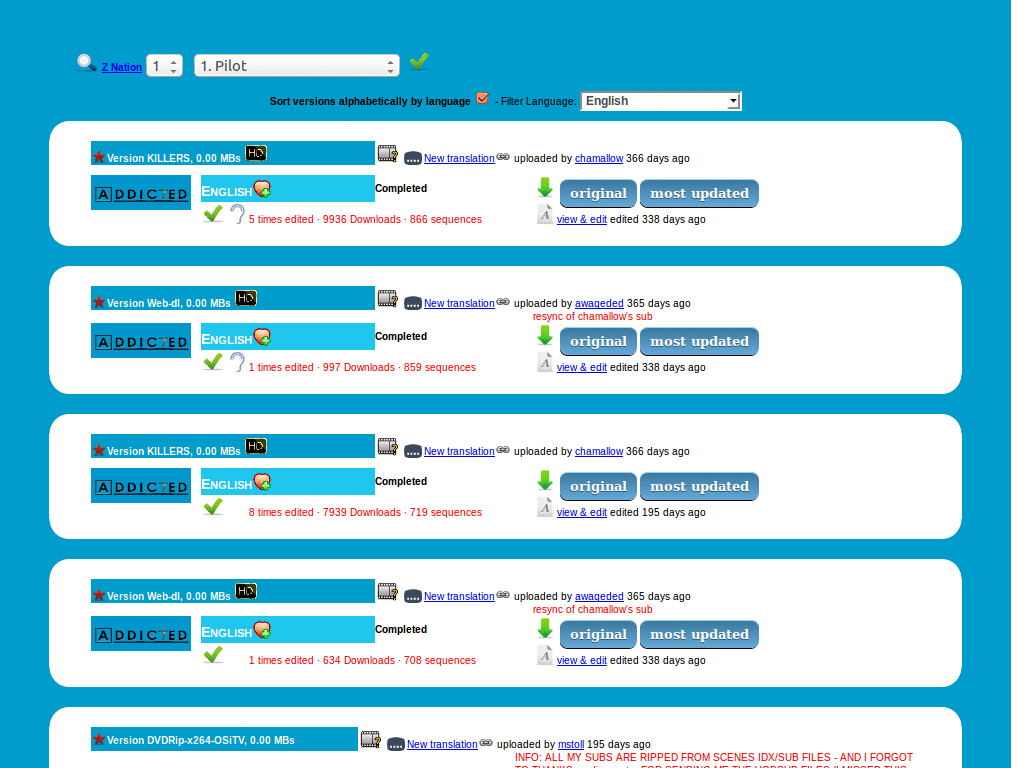 Z Nation 1 1. Pilot
Sort versions alphabetically by language - Filter Language: English
Version KILLERS, 0.00 MBs HD New translation uploaded by chamallow 366 days ago
ADDIC7ED ENGLISH Completed original most updated
5 times edited · 9936 Downloads · 866 sequences view & edit edited 338 days ago
Version Web-dl, 0.00 MBs HD New translation uploaded by awaqeded 365 days ago
resync of chamallow's sub
ADDIC7ED ENGLISH Completed original most updated
1 times edited · 997 Downloads · 859 sequences view & edit edited 338 days ago
Version KILLERS, 0.00 MBs HD New translation uploaded by chamallow 366 days ago
ADDIC7ED ENGLISH Completed original most updated
8 times edited · 7939 Downloads · 719 sequences view & edit edited 195 days ago
Version Web-dl, 0.00 MBs HD New translation uploaded by awaqeded 365 days ago
resync of chamallow's sub
ADDIC7ED ENGLISH Completed original most updated
1 times edited · 634 Downloads · 708 sequences view & edit edited 338 days ago
Version DVDRip-x264-OSiTV, 0.00 MBs New translation uploaded by mstoll 195 days ago
INFO: ALL MY SUBS ARE RIPPED FROM SCENES IDX/SUB FILES - AND I FORGOT